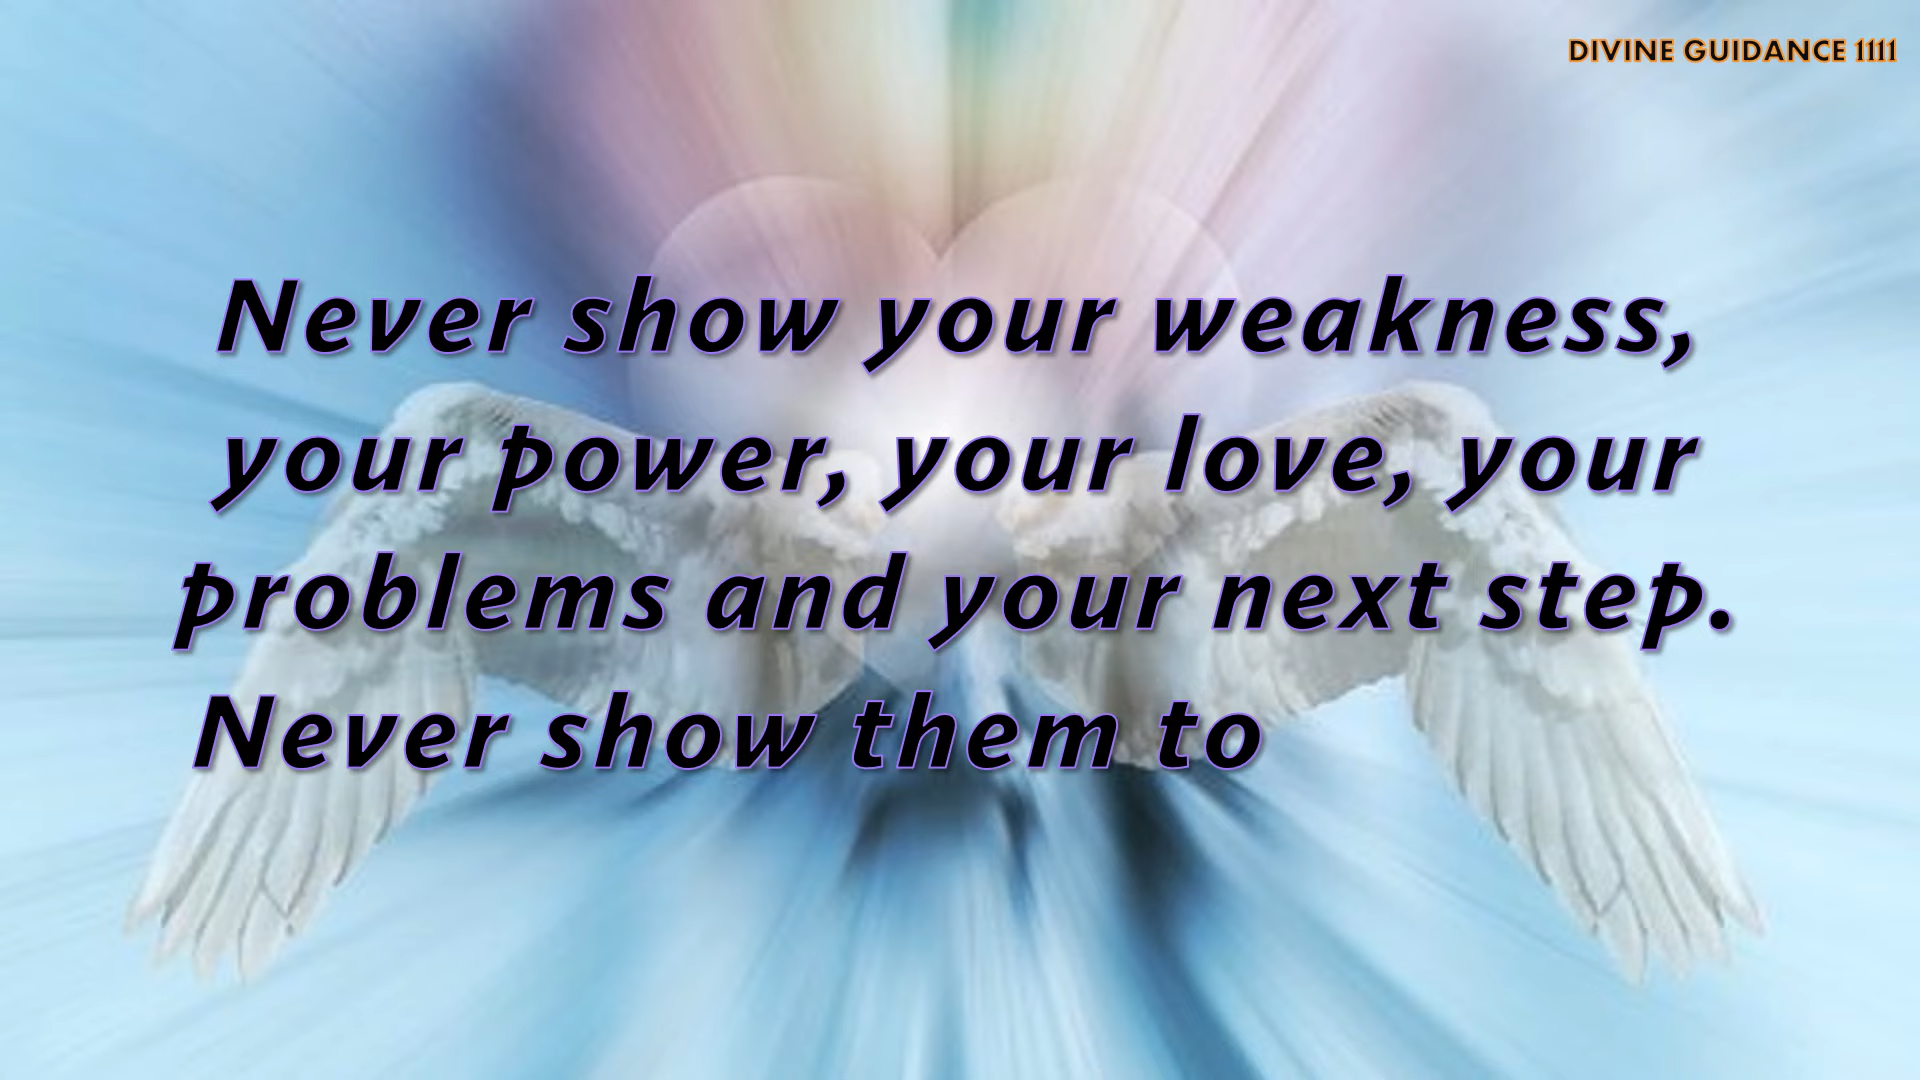 DIVINE GUIDANCE 1111
Never show your weakness,
your power, your love, your
problems and your next step.
Never show them to